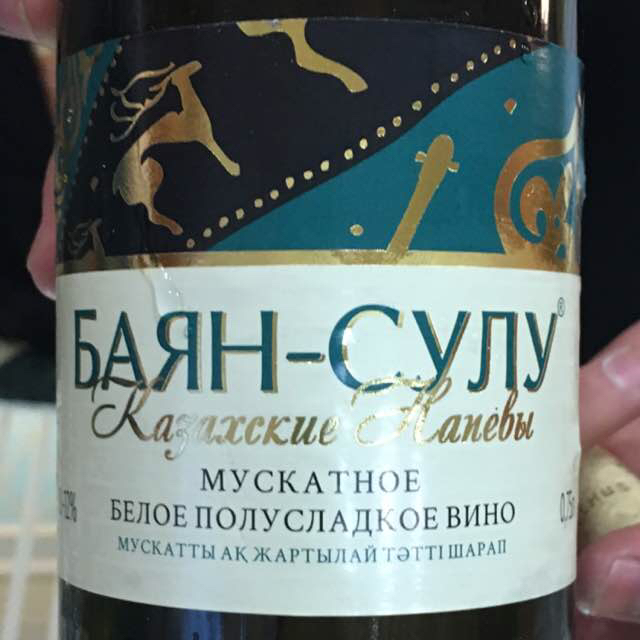 БАЯН-СУЛУ®
Казахские Напевы
МУСКАТНОЕ
БЕЛОЕ ПОЛУСЛАДКОЕ ВИНО
МУСКАТТЫ АҚ ЖАРТЫЛАЙ ТӘТТІ ШАРАП